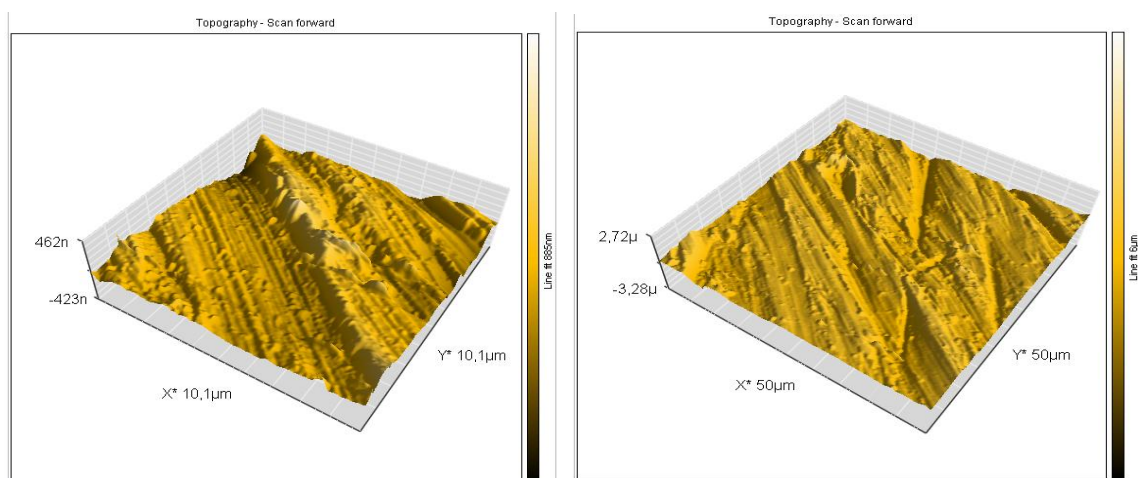 Topography - Scan forward
462n
-423n
X* 10,1µm
Y* 10,1µm
Line fit 885nm
Topography - Scan forward
2,72µ
-3,28µ
X* 50µm
Y* 50µm
Line fit 6µm